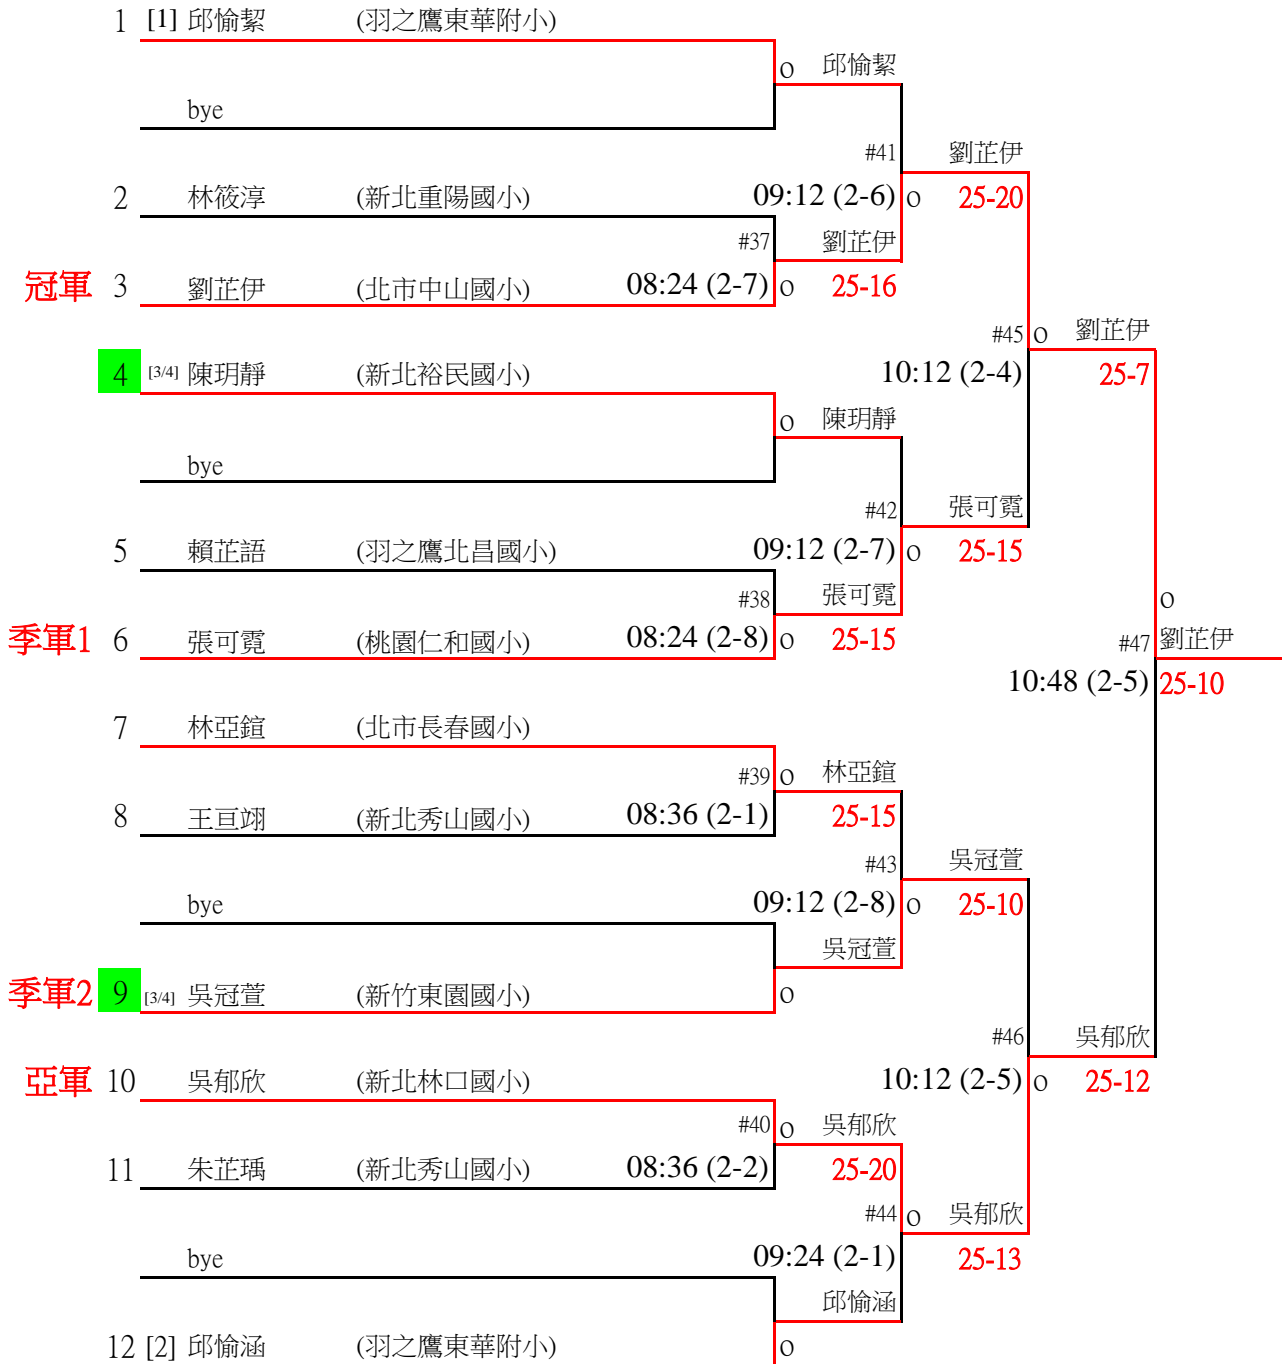 1 [1] 邱愉絜 (羽之鷹東華附小)
O 邱愉絜
bye
#41 劉芷伊
2 林筱淳 (新北重陽國小) 09:12 (2-6) O 25-20
#37 劉芷伊
冠軍 3 劉芷伊 (北市中山國小) 08:24 (2-7) O 25-16
#45 O 劉芷伊
4 [3/4] 陳玥靜 (新北裕民國小) 10:12 (2-4) 25-7
O 陳玥靜
bye
#42 張可霓
5 賴芷語 (羽之鷹北昌國小) 09:12 (2-7) O 25-15
#38 張可霓 O
季軍1 6 張可霓 (桃園仁和國小) 08:24 (2-8) O 25-15 #47 劉芷伊
10:48 (2-5) 25-10
7 林亞鍹 (北市長春國小)
#39 O 林亞鍹
8 王亘翊 (新北秀山國小) 08:36 (2-1) 25-15
#43 吳冠萱
bye 09:12 (2-8) O 25-10
吳冠萱
季軍2 9 [3/4] 吳冠萱 (新竹東園國小) O
#46 吳郁欣
亞軍 10 吳郁欣 (新北林口國小) 10:12 (2-5) O 25-12
#40 O 吳郁欣
11 朱芷瑀 (新北秀山國小) 08:36 (2-2) 25-20
#44 O 吳郁欣
bye 09:24 (2-1) 25-13
邱愉涵
12 [2] 邱愉涵 (羽之鷹東華附小) O